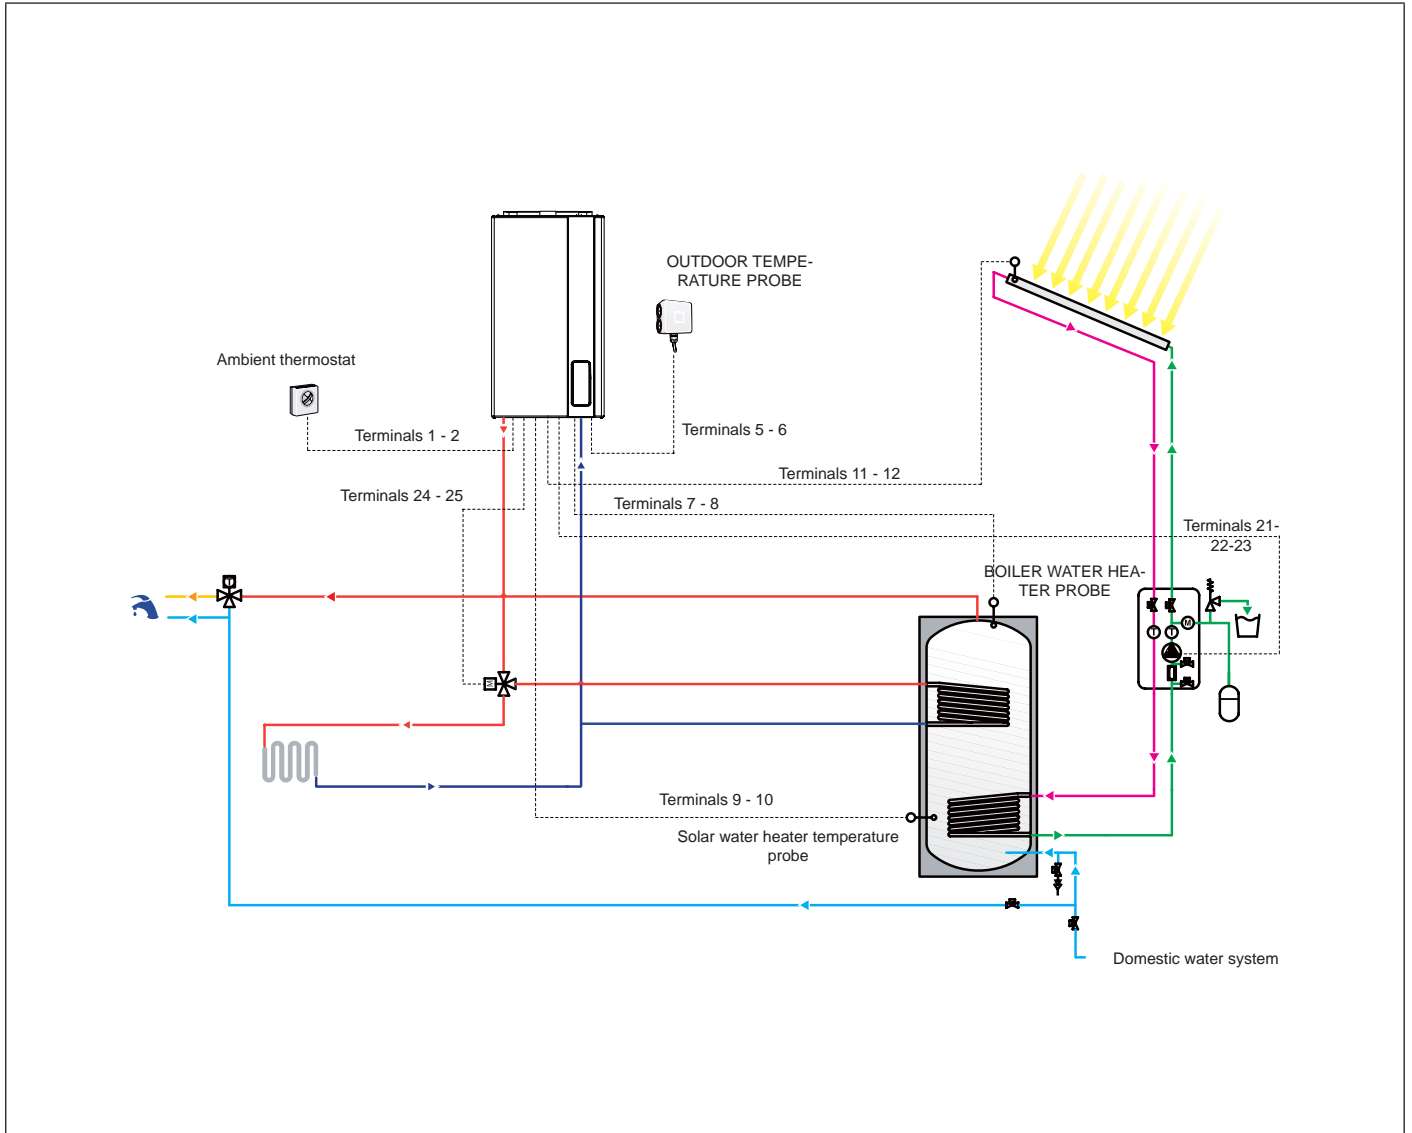 OUTDOOR TEMPE-
RATURE PROBE
Ambient thermostat
Terminals 1 - 2
Terminals 5 - 6
Terminals 11 - 12
Terminals 24 - 25
Terminals 7 - 8
Terminals 21-
22-23
BOILER WATER HEA-
TER PROBE
M
T
T
M
Terminals 9 - 10
Solar water heater temperature
probe
Domestic water system